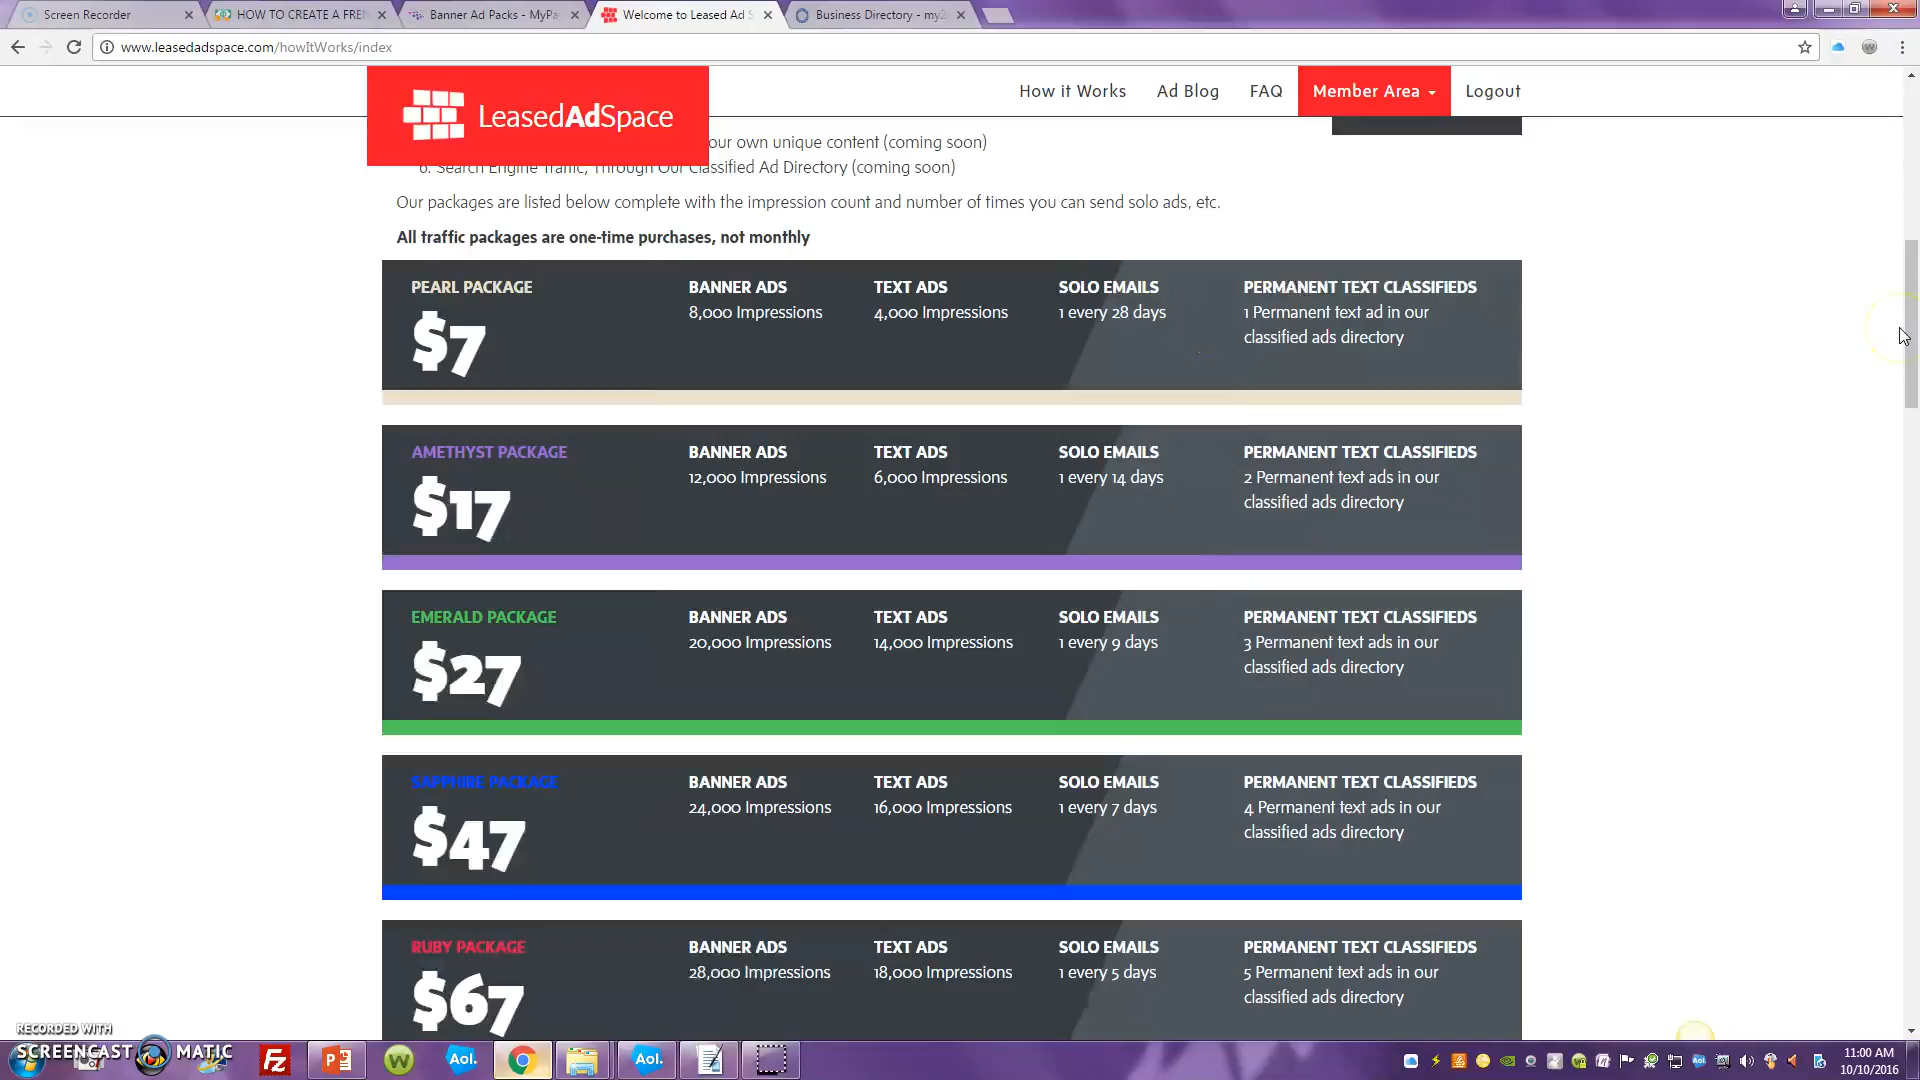 Screen Recorder
HOW TO CREATE A FREE
Banner Ad Packs - MyPa
Welcome to Leased Ad S
Business Directory - my2
www.leasedadspace.com/howItWorks/index
LeasedAdSpace
How it Works
Ad Blog
FAQ
Member Area
Logout
our own unique content (coming soon)
6. Search Engine Traffic, Through Our Classified Ad Directory (coming soon)
Our packages are listed below complete with the impression count and number of times you can send solo ads, etc.
All traffic packages are one-time purchases, not monthly
PEARL PACKAGE
$7
BANNER ADS
8,000 Impressions
TEXT ADS
4,000 Impressions
SOLO EMAILS
1 every 28 days
PERMANENT TEXT CLASSIFIEDS
1 Permanent text ad in our
classified ads directory
AMETHYST PACKAGE
$17
BANNER ADS
12,000 Impressions
TEXT ADS
6,000 Impressions
SOLO EMAILS
1 every 14 days
PERMANENT TEXT CLASSIFIEDS
2 Permanent text ads in our
classified ads directory
EMERALD PACKAGE
$27
BANNER ADS
20,000 Impressions
TEXT ADS
14,000 Impressions
SOLO EMAILS
1 every 9 days
PERMANENT TEXT CLASSIFIEDS
3 Permanent text ads in our
classified ads directory
SAPPHIRE PACKAGE
$47
BANNER ADS
24,000 Impressions
TEXT ADS
16,000 Impressions
SOLO EMAILS
1 every 7 days
PERMANENT TEXT CLASSIFIEDS
4 Permanent text ads in our
classified ads directory
RUBY PACKAGE
$67
BANNER ADS
28,000 Impressions
TEXT ADS
18,000 Impressions
SOLO EMAILS
1 every 5 days
PERMANENT TEXT CLASSIFIEDS
5 Permanent text ads in our
classified ads directory
RECORDED WITH
SCREENCAST MATIC
Aol.
Aol.
11:00 AM
10/10/2016